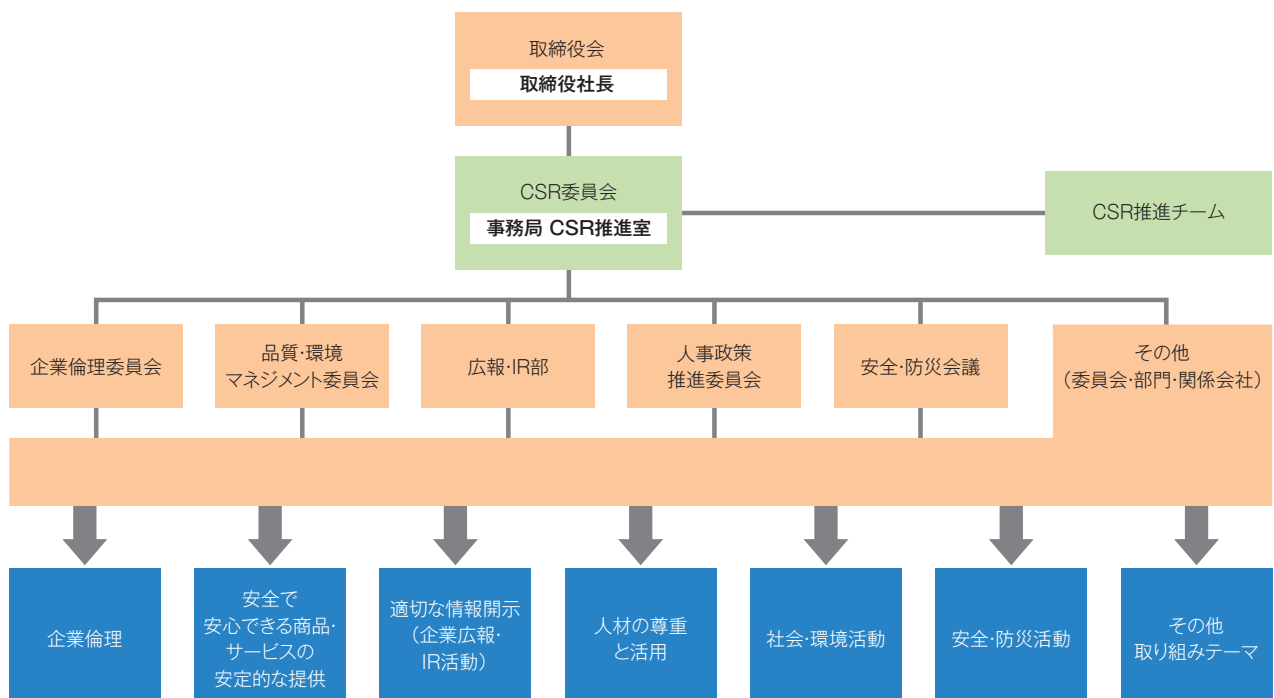 取締役会
取締役社長
CSR委員会
事務局 CSR推進室
CSR推進チーム
企業倫理委員会
品質･環境
マネジメント委員会
広報･IR部
人事政策
推進委員会
安全･防災会議
その他
（委員会･部門･関係会社）
企業倫理
安全で
安心できる商品･
サービスの
安定的な提供
適切な情報開示
（企業広報･
IR活動）
人材の尊重
と活用
社会･環境活動
安全･防災活動
その他
取り組みテーマ